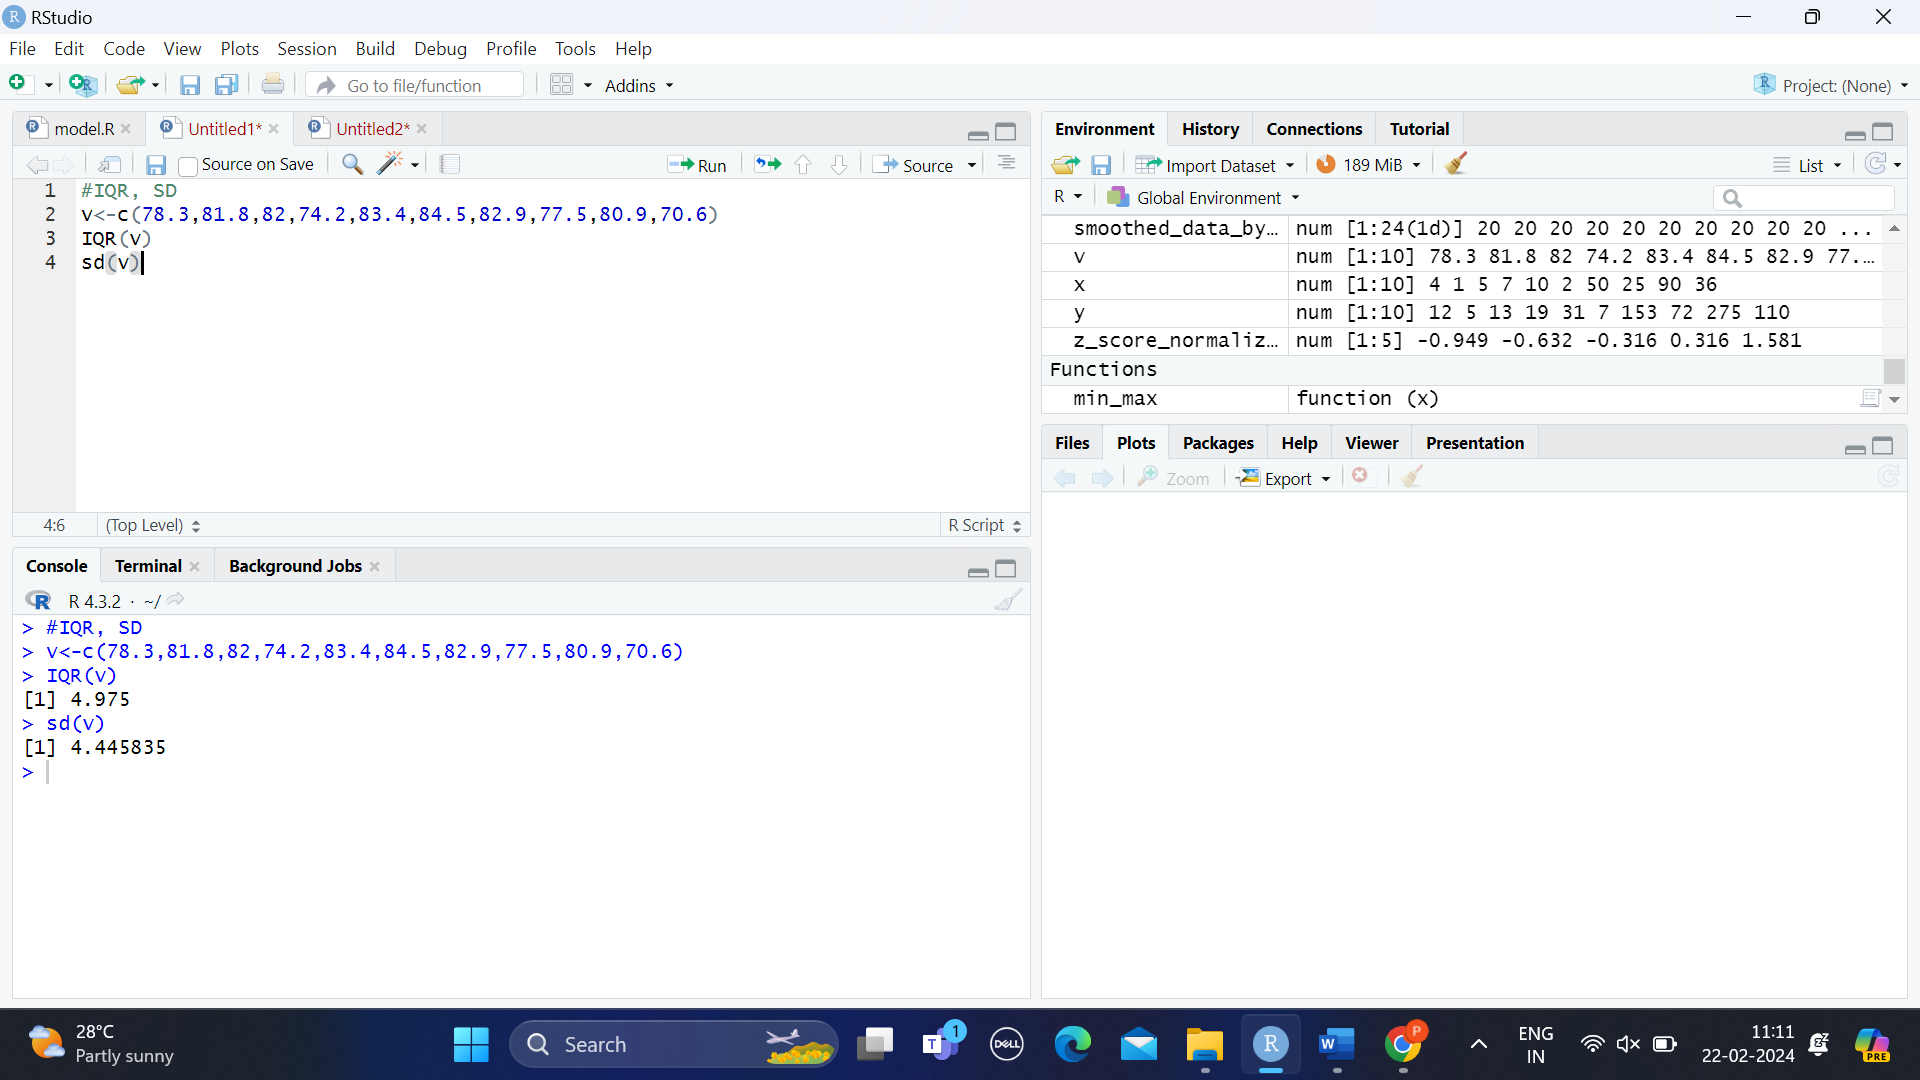 RStudio
File Edit Code View Plots Session Build Debug Profile Tools Help
Go to file/function Addins Project: (None)
model.R Untitled1* Untitled2*
Source on Save Run Source
1 #IQR, SD
2 v<-c(78.3,81.8,82,74.2,83.4,84.5,82.9,77.5,80.9,70.6)
3 IQR(v)
4 sd(v)
4:6 (Top Level) R Script
Console Terminal Background Jobs
R R 4.3.2 · ~/
> #IQR, SD
> v<-c(78.3,81.8,82,74.2,83.4,84.5,82.9,77.5,80.9,70.6)
> IQR(v)
[1] 4.975
> sd(v)
[1] 4.445835
>
Environment History Connections Tutorial
Import Dataset 189 MiB List
R Global Environment
smoothed_data_by... num [1:24(1d)] 20 20 20 20 20 20 20 20 20 20 ...
v num [1:10] 78.3 81.8 82 74.2 83.4 84.5 82.9 77....
x num [1:10] 4 1 5 7 10 2 50 25 90 36
y num [1:10] 12 5 13 19 31 7 153 72 275 110
z_score_normaliz... num [1:5] -0.949 -0.632 -0.316 0.316 1.581
Functions
min_max function (x)
Files Plots Packages Help Viewer Presentation
Zoom Export
28°C
Partly sunny
Search
T 1
DELL
R
W
P
ENG
IN
11:11
22-02-2024
PRE